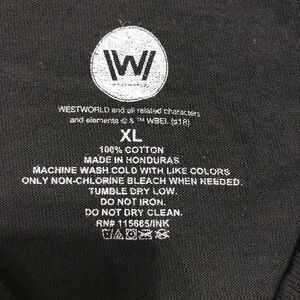 W
WESTWORLD
WESTWORLD and all related characters
and elements © & ™ WBEI. (s18)
XL
100% COTTON
MADE IN HONDURAS
MACHINE WASH COLD WITH LIKE COLORS
ONLY NON-CHLORINE BLEACH WHEN NEEDED.
TUMBLE DRY LOW.
DO NOT IRON.
DO NOT DRY CLEAN.
RN# 115665/INK